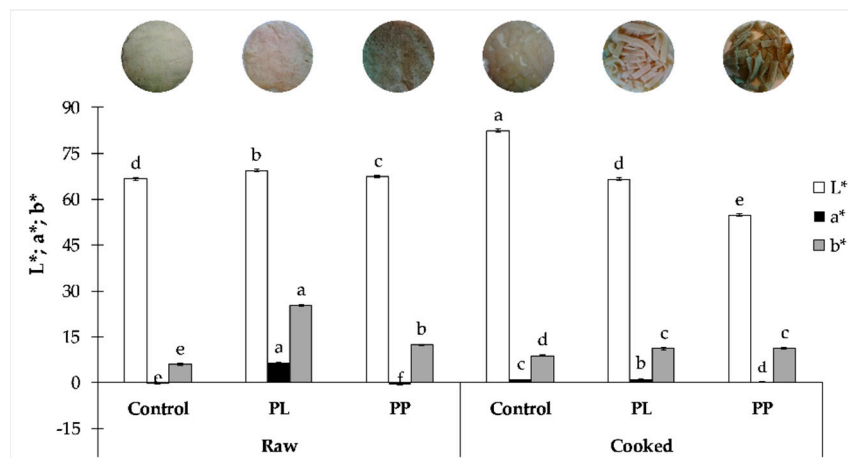 90
75
60
45
30
15
0
-15
L*; a*; b*
d
e
e
b
a
a
c
f
b
a
c
d
d
b
c
e
d
c
L*
a*
b*
Control PL PP Control PL PP
Raw Cooked